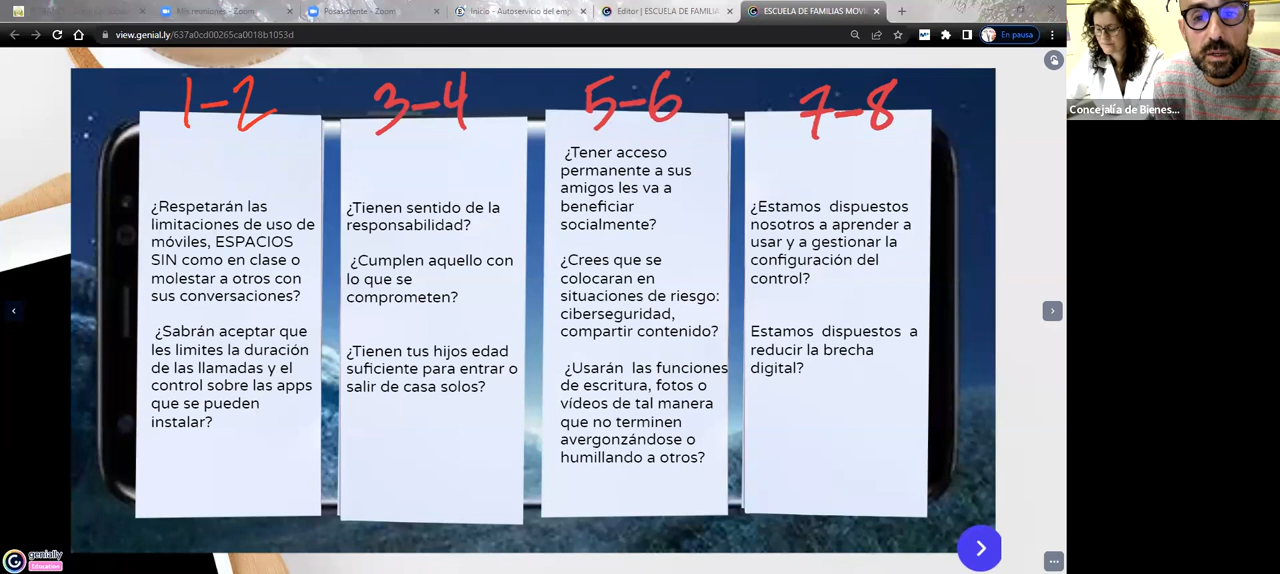 Mis reuniones - Zoom
Posasistente - Zoom
Inicio - Autoservicio del emp
Editor | ESCUELA DE FAMILIA
ESCUELA DE FAMILIAS MOVI
view.genial.ly/637a0cd00265ca0018b1053d
En pausa
Concejalía de Bienes...
1-2
3-4
5-6
7-8
¿Respetarán las
limitaciones de uso de
móviles, ESPACIOS
SIN como en clase o
molestar a otros con
sus conversaciones?
¿Sabrán aceptar que
les limites la duración
de las llamadas y el
control sobre las apps
que se pueden
instalar?
¿Tienen sentido de la
responsabilidad?
¿Cumplen aquello con
lo que se
comprometen?
¿Tienen tus hijos edad
suficiente para entrar o
salir de casa solos?
¿Tener acceso
permanente a sus
amigos les va a
beneficiar
socialmente?
¿Crees que se
colocaran en
situaciones de riesgo:
ciberseguridad,
compartir contenido?
¿Usarán las funciones
de escritura, fotos o
vídeos de tal manera
que no terminen
avergonzándose o
humillando a otros?
¿Estamos dispuestos
nosotros a aprender a
usar y a gestionar la
configuración del
control?
Estamos dispuestos a
reducir la brecha
digital?
genially
Education